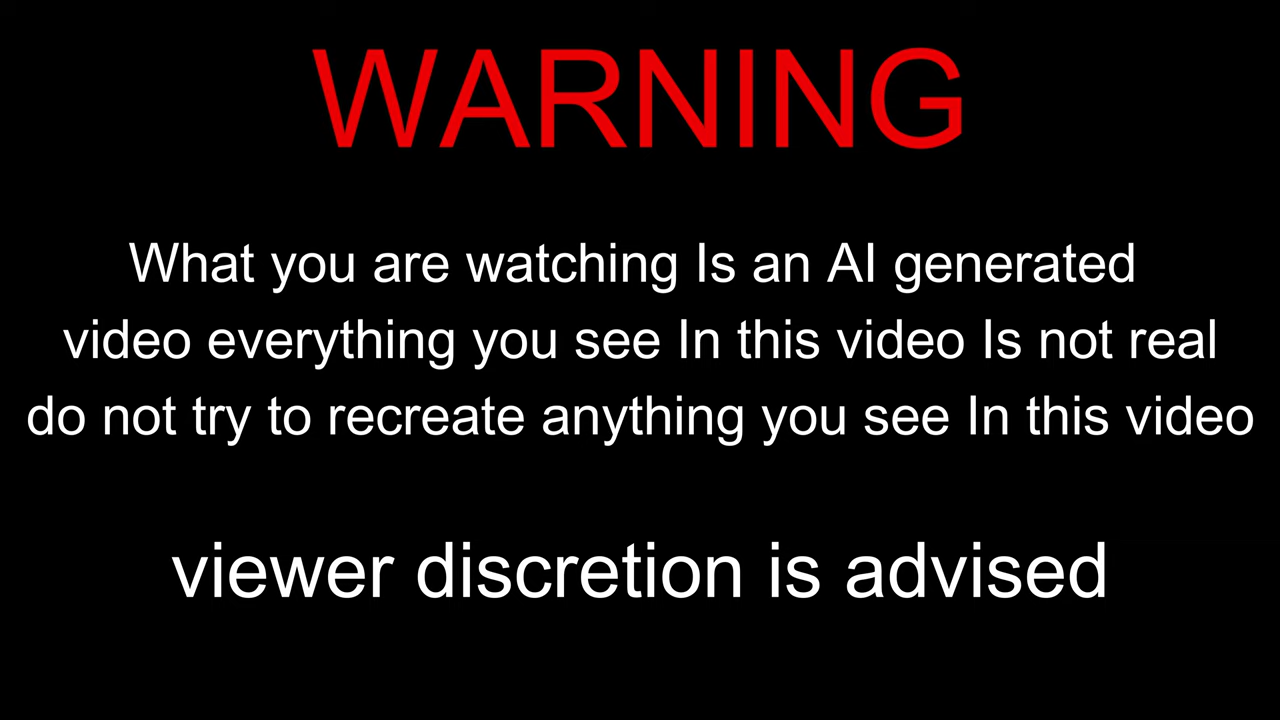 WARNING
What you are watching Is an AI generated
video everything you see In this video Is not real
do not try to recreate anything you see In this video
viewer discretion is advised